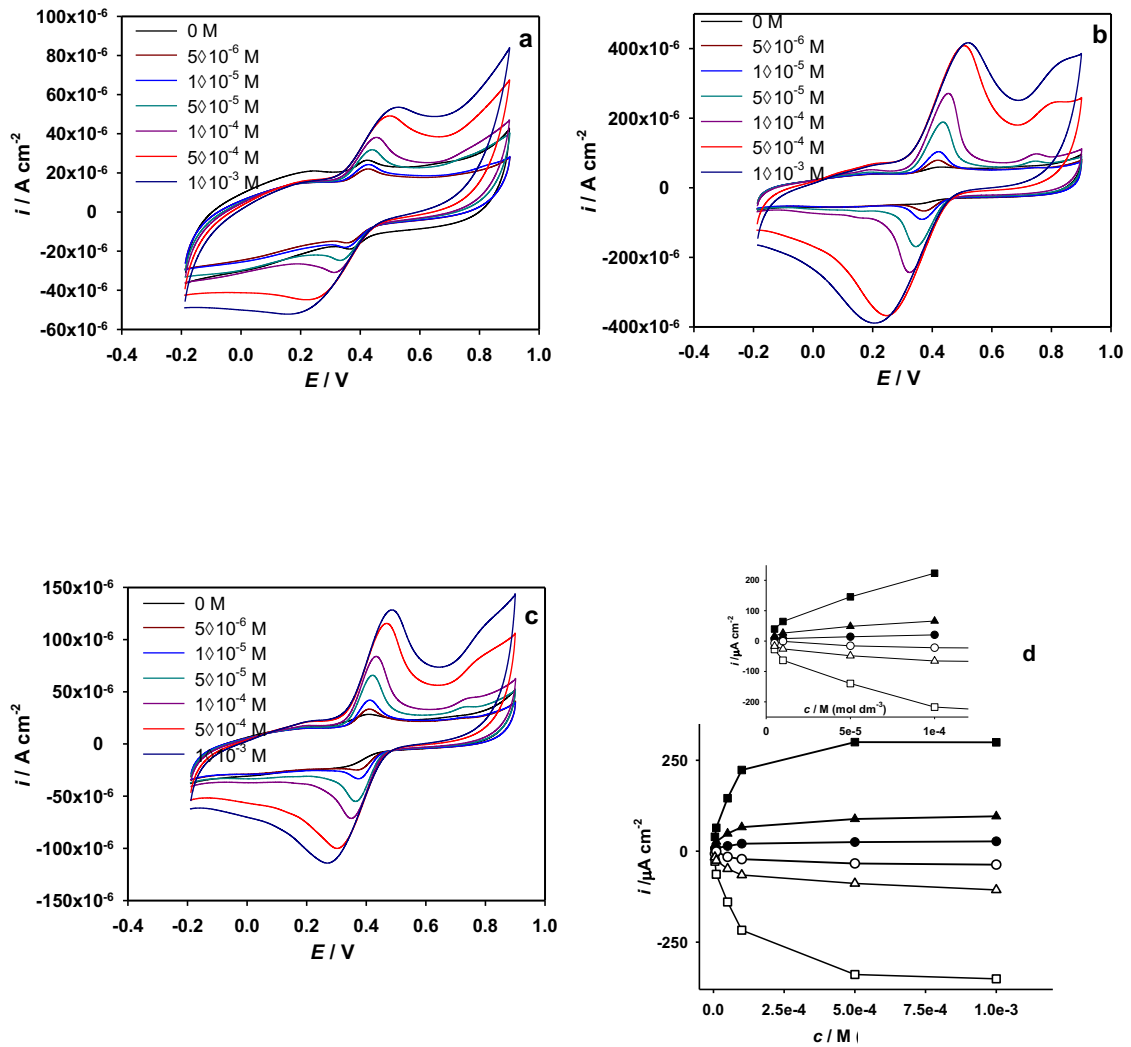 a
100x10-6
80x10-6
60x10-6
40x10-6
20x10-6
0
-20x10-6
-40x10-6
-60x10-6
i / A cm-2
0 M
5◊10-6 M
1◊10-5 M
5◊10-5 M
1◊10-4 M
5◊10-4 M
1◊10-3 M
-0.4 -0.2 0.0 0.2 0.4 0.6 0.8 1.0
E / V
b
400x10-6
200x10-6
0
-200x10-6
-400x10-6
i / A cm-2
0 M
5◊10-6 M
1◊10-5 M
5◊10-5 M
1◊10-4 M
5◊10-4 M
1◊10-3 M
-0.4 -0.2 0.0 0.2 0.4 0.6 0.8 1.0
E / V
c
150x10-6
100x10-6
50x10-6
0
-50x10-6
-100x10-6
-150x10-6
i / A cm-2
0 M
5◊10-6 M
1◊10-5 M
5◊10-5 M
1◊10-4 M
5◊10-4 M
1◊10-3 M
-0.4 -0.2 0.0 0.2 0.4 0.6 0.8 1.0
E / V
d
200
100
0
-100
-200
i /µA cm-2
c / M (mol dm-3)
0 5e-5 1e-4
250
0
-250
i /µA cm-2
0.0 2.5e-4 5.0e-4 7.5e-4 1.0e-3
c / M (